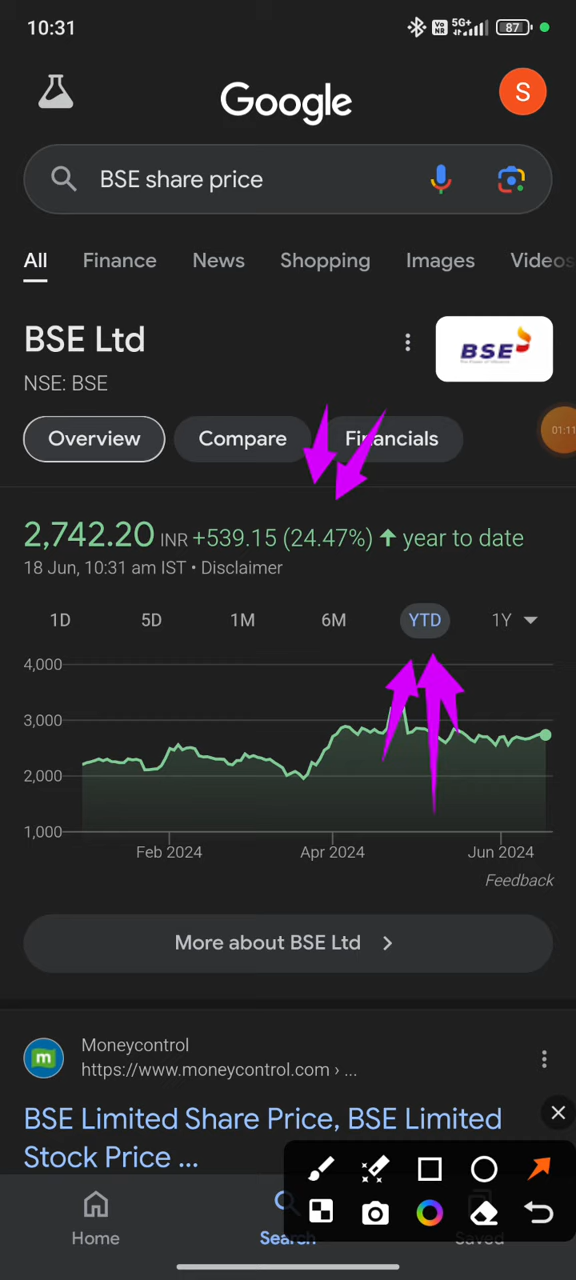 10:31
Vo
NR
5G+
87
Google
S
BSE share price
All Finance News Shopping Images Videos
BSE Ltd
BSE
NSE: BSE
Overview Compare Financials
01:11
2,742.20 INR +539.15 (24.47%) ↑ year to date
18 Jun, 10:31 am IST • Disclaimer
1D 5D 1M 6M YTD 1Y
4,000
3,000
2,000
1,000
Feb 2024 Apr 2024 Jun 2024
Feedback
More about BSE Ltd
m
Moneycontrol
https://www.moneycontrol.com › ...
BSE Limited Share Price, BSE Limited
Stock Price ...
Home Search Saved